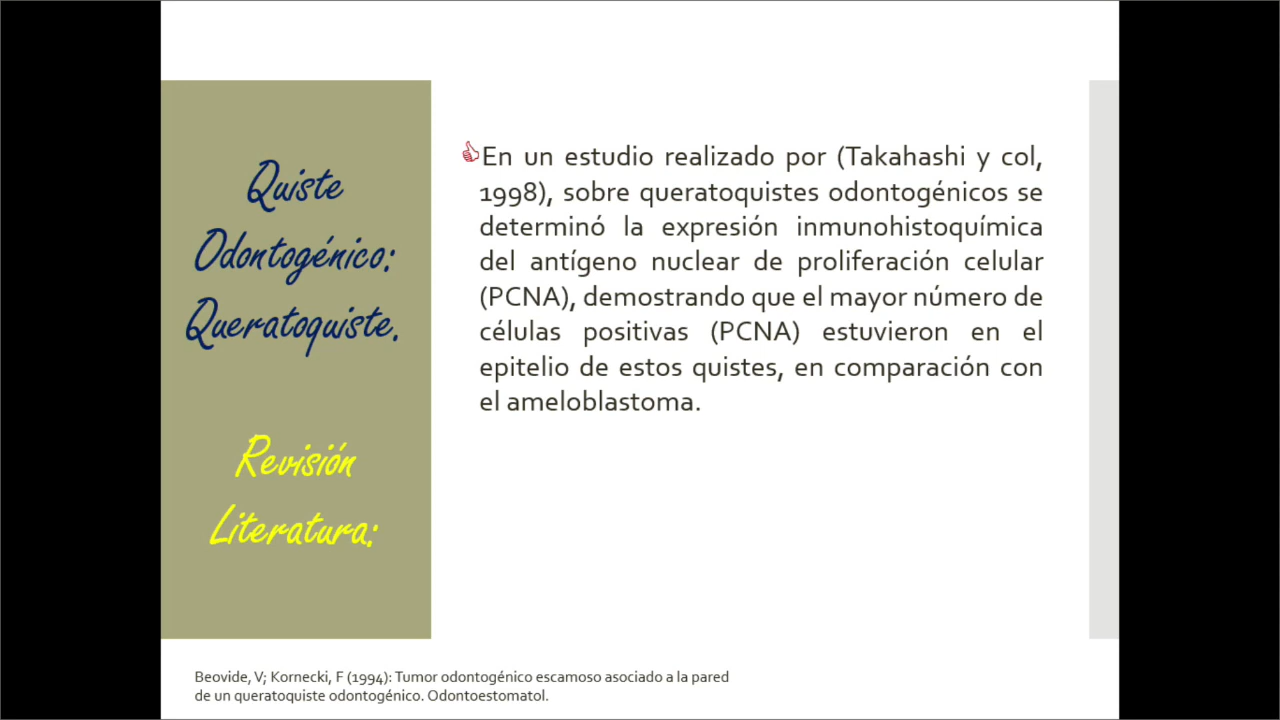 Quiste
Odontogénico:
Queratoquiste.
Revisión
Literatura:
En un estudio realizado por (Takahashi y col,
1998), sobre queratoquistes odontogénicos se
determinó la expresión inmunohistoquímica
del antígeno nuclear de proliferación celular
(PCNA), demostrando que el mayor número de
células positivas (PCNA) estuvieron en el
epitelio de estos quistes, en comparación con
el ameloblastoma.
Beovide, V; Kornecki, F (1994): Tumor odontogénico escamoso asociado a la pared
de un queratoquiste odontogénico. Odontoestomatol.